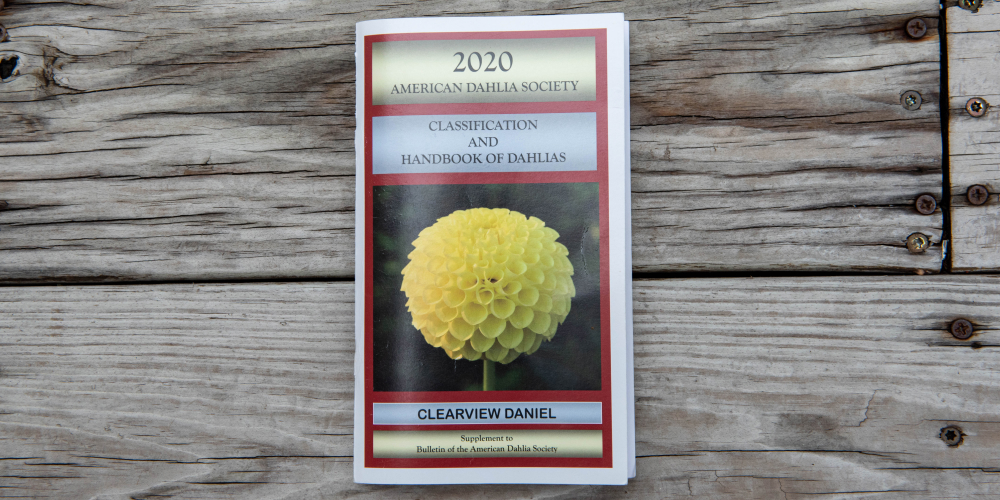 2020
AMERICAN DAHLIA SOCIETY
CLASSIFICATION
AND
HANDBOOK OF DAHLIAS
CLEARVIEW DANIEL
Supplement to
Bulletin of the American Dahlia Society